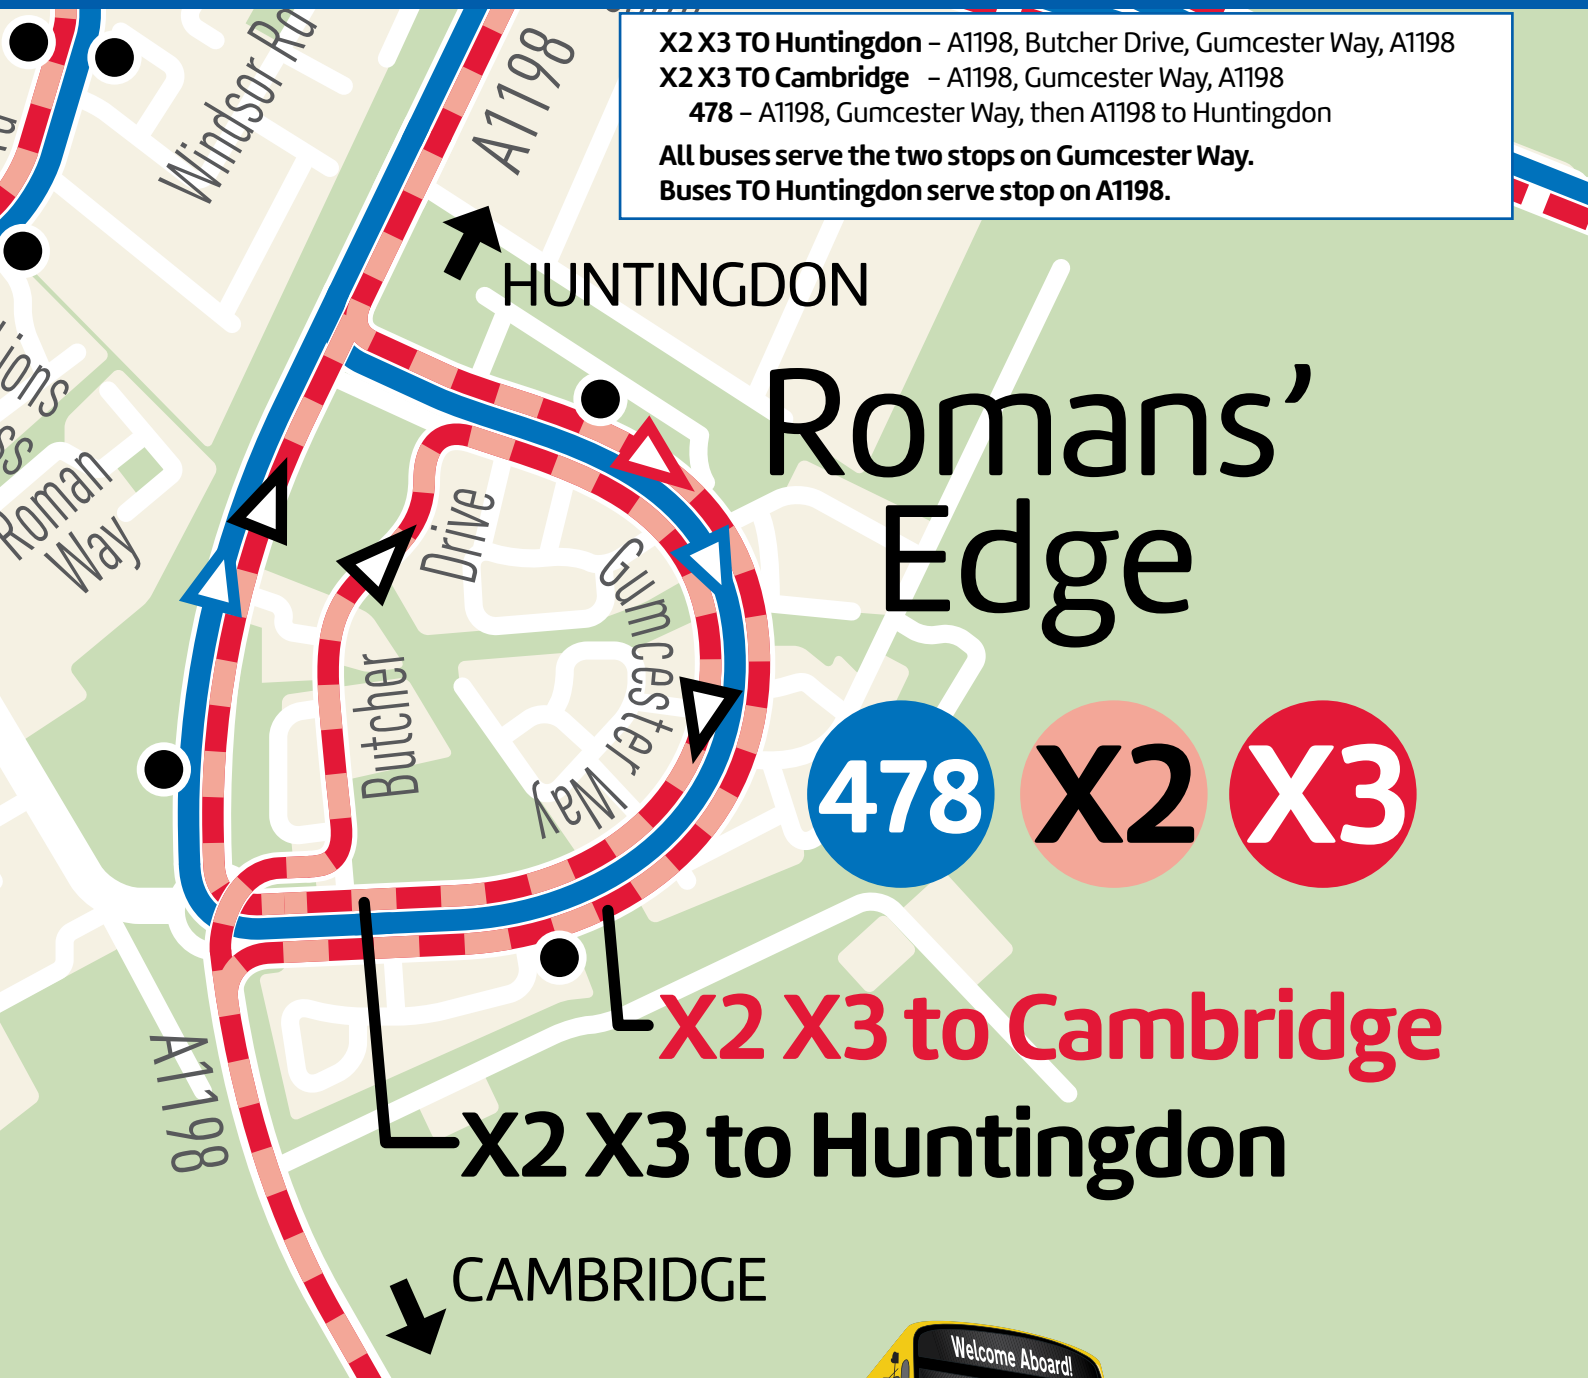 X2 X3 TO Huntingdon – A1198, Butcher Drive, Gumcester Way, A1198
X2 X3 TO Cambridge – A1198, Gumcester Way, A1198
478 – A1198, Gumcester Way, then A1198 to Huntingdon
All buses serve the two stops on Gumcester Way.
Buses TO Huntingdon serve stop on A1198.
Windsor Rd
A1198
HUNTINGDON
Romans’
Edge
Roman
Way
Butcher
Drive
Gumcester Way
478
X2
X3
X2 X3 to Cambridge
X2 X3 to Huntingdon
A1198
CAMBRIDGE
Welcome Aboard!